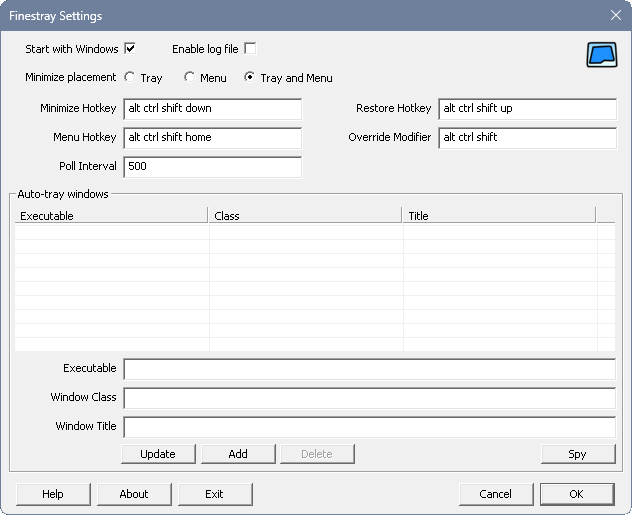 Finestray Settings
Start with Windows Enable log file
Minimize placement Tray Menu Tray and Menu
Minimize Hotkey alt ctrl shift down Restore Hotkey alt ctrl shift up
Menu Hotkey alt ctrl shift home Override Modifier alt ctrl shift
Poll Interval 500
Auto-tray windows
Executable Class Title
Executable
Window Class
Window Title
Update Add Delete Spy
Help About Exit Cancel OK